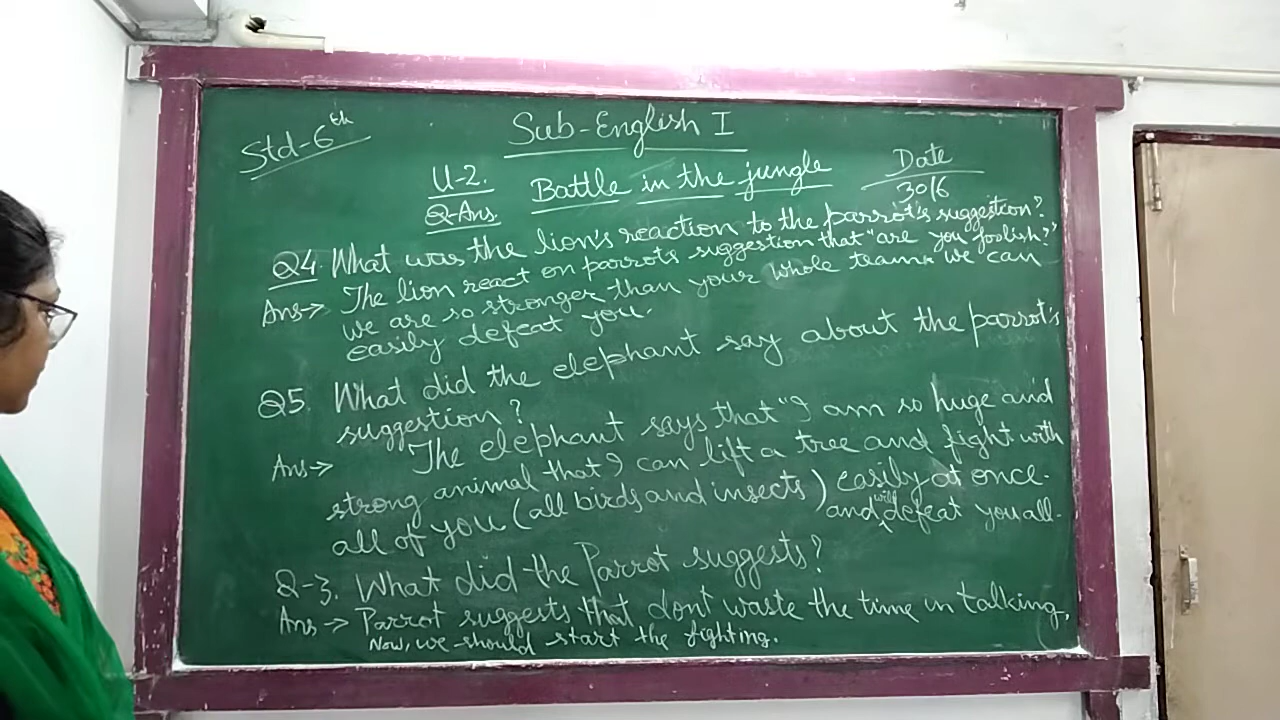 Std-6th
Sub-English I
U-2. Battle in the jungle
Q-Ans.
Date
30/6
Q4. What was the lion's reaction to the parrot's suggestion?
Ans→ The lion react on parrot's suggestion that "are you foolish?"
we are so stronger than your whole team. we can
easily defeat you.
Q5. What did the elephant say about the parrot's
suggestion?
Ans→ The elephant says that "I am so huge and
strong animal that I can lift a tree and fight with
all of you (all birds and insects) easily at once.
and will defeat you all.
Q-3. What did the Parrot suggests?
Ans→ Parrot suggests that dont waste the time in talking,
Now, we should start the fighting.